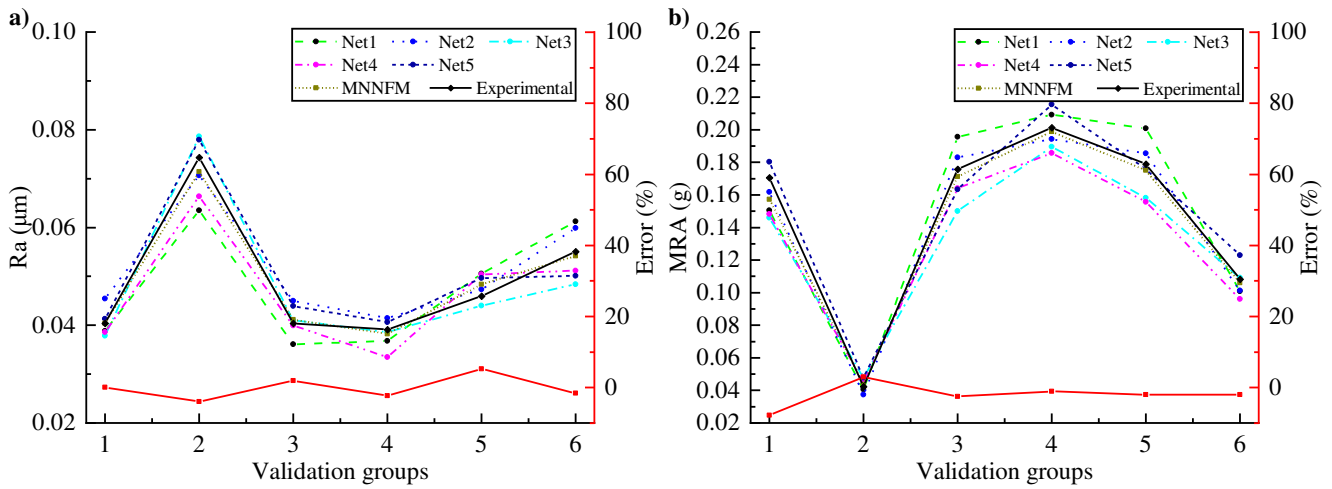 a)
0.10
0.08
0.06
0.04
0.02
Ra (μm)
Net1 Net2 Net3
Net4 Net5
MNNFM Experimental
100
80
60
40
20
0
Error (%)
1 2 3 4 5 6
Validation groups
b)
0.26
0.24
0.22
0.20
0.18
0.16
0.14
0.12
0.10
0.08
0.06
0.04
0.02
MRA (g)
Net1 Net2 Net3
Net4 Net5
MNNFM Experimental
100
80
60
40
20
0
Error (%)
1 2 3 4 5 6
Validation groups